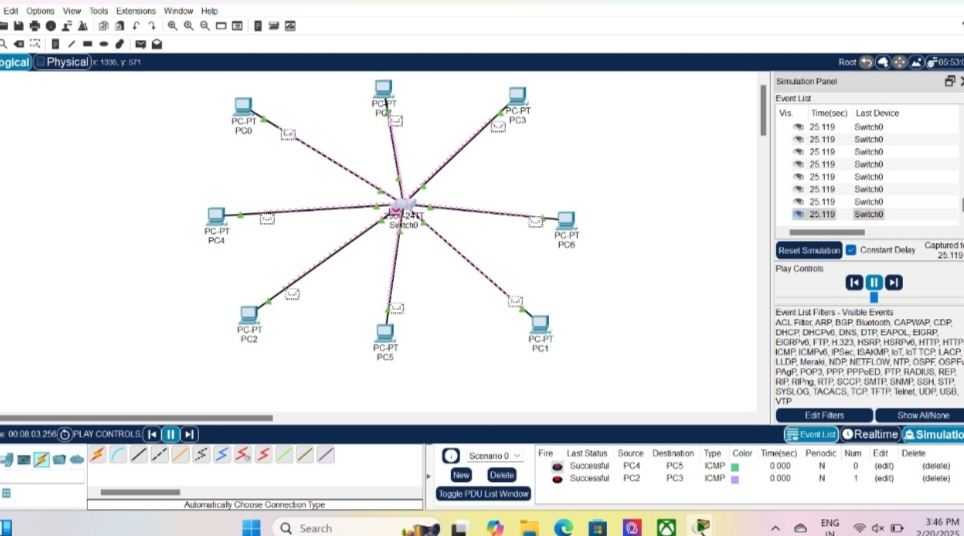 Edit Options View Tools Extensions Window Help
ogical Physical x: 1336, y: 571
Root 05:53:0
Simulation Panel
Event List
Vis. Time(sec) Last Device
25.119 Switch0
25.119 Switch0
25.119 Switch0
25.119 Switch0
25.119 Switch0
25.119 Switch0
25.119 Switch0
25.119 Switch0
Reset Simulation Constant Delay Captured to
25.119
Play Controls
Event List Filters - Visible Events
ACL Filter, ARP, BGP, Bluetooth, CAPWAP, CDP,
DHCP, DHCPv6, DNS, DTP, EAPOL, EIGRP,
EIGRPv6, FTP, H.323, HSRP, HSRPv6, HTTP, HTTP
ICMP, ICMPv6, IPSec, ISAKMP, IoT, IoT TCP, LACP,
LLDP, Meraki, NDP, NETFLOW, NTP, OSPF, OSPFv
PAgP, POP3, PPP, PPPoED, PTP, RADIUS, REP,
RIP, RIPng, RTP, SCCP, SMTP, SNMP, SSH, STP,
SYSLOG, TACACS, TCP, TFTP, Telnet, UDP, USB,
VTP
Edit Filters Show All/None
PC-PT
PC0
PC-PT
PC-PT
PC3
PC-PT
PC4
Switch0
PC-PT
PC6
PC-PT
PC2
PC-PT
PC5
PC-PT
PC1
e: 00:08:03.256 PLAY CONTROLS: Event List Realtime Simulatio
Automatically Choose Connection Type
Scenario 0
New Delete
Toggle PDU List Window
Fire Last Status Source Destination Type Color Time(sec) Periodic Num Edit Delete
Successful PC4 PC5 ICMP 0.000 N 0 (edit) (delete)
Successful PC2 PC3 ICMP 0.000 N 1 (edit) (delete)
Search
ENG
IN
3:46 PM
2/20/2025